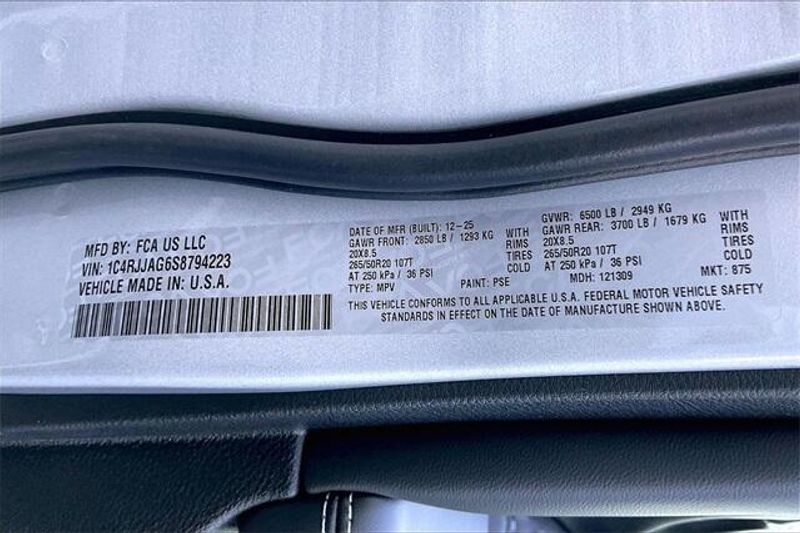 MFD BY: FCA US LLC
VIN: 1C4RJJAG6S8794223
VEHICLE MADE IN: U.S.A.
DATE OF MFR (BUILT): 12-25
GAWR FRONT: 2850 LB / 1293 KG WITH
20X8.5 RIMS
265/50R20 107T TIRES
AT 250 kPa / 36 PSI COLD
TYPE: MPV PAINT: PSE
GVWR: 6500 LB / 2949 KG
GAWR REAR: 3700 LB / 1679 KG WITH
20X8.5 RIMS
265/50R20 107T TIRES
AT 250 kPa / 36 PSI COLD
MDH: 121309 MKT: 875
THIS VEHICLE CONFORMS TO ALL APPLICABLE U.S.A. FEDERAL MOTOR VEHICLE SAFETY
STANDARDS IN EFFECT ON THE DATE OF MANUFACTURE SHOWN ABOVE.